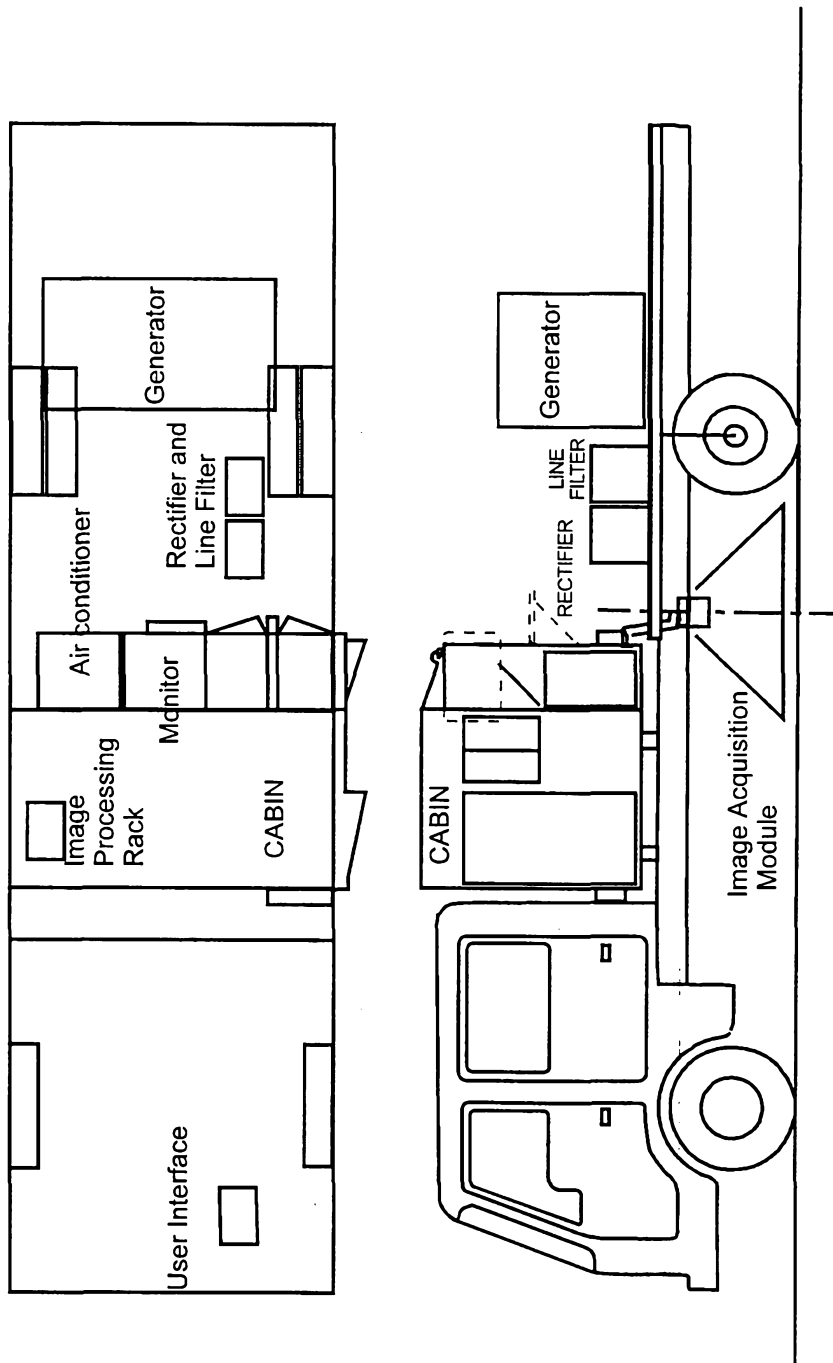 User Interface
Image
Processing
Rack
CABIN
Air conditioner
Monitor
Rectifier and
Line Filter
Generator
CABIN
RECTIFIER
LINE
FILTER
Generator
Image Acquisition
Module